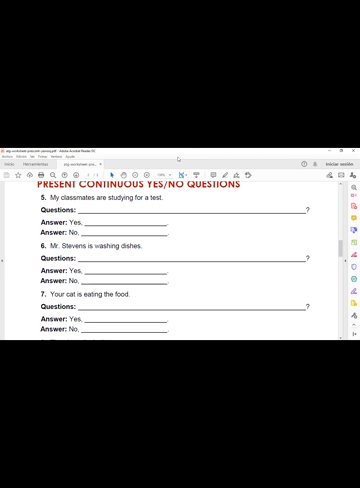 Iniciar sesión
PRESENT CONTINUOUS YES/NO QUESTIONS
5. My classmates are studying for a test.
Questions: ?
Answer: Yes, .
Answer: No, .
6. Mr. Stevens is washing dishes.
Questions: ?
Answer: Yes, .
Answer: No, .
7. Your cat is eating the food.
Questions: ?
Answer: Yes, .
Answer: No, .